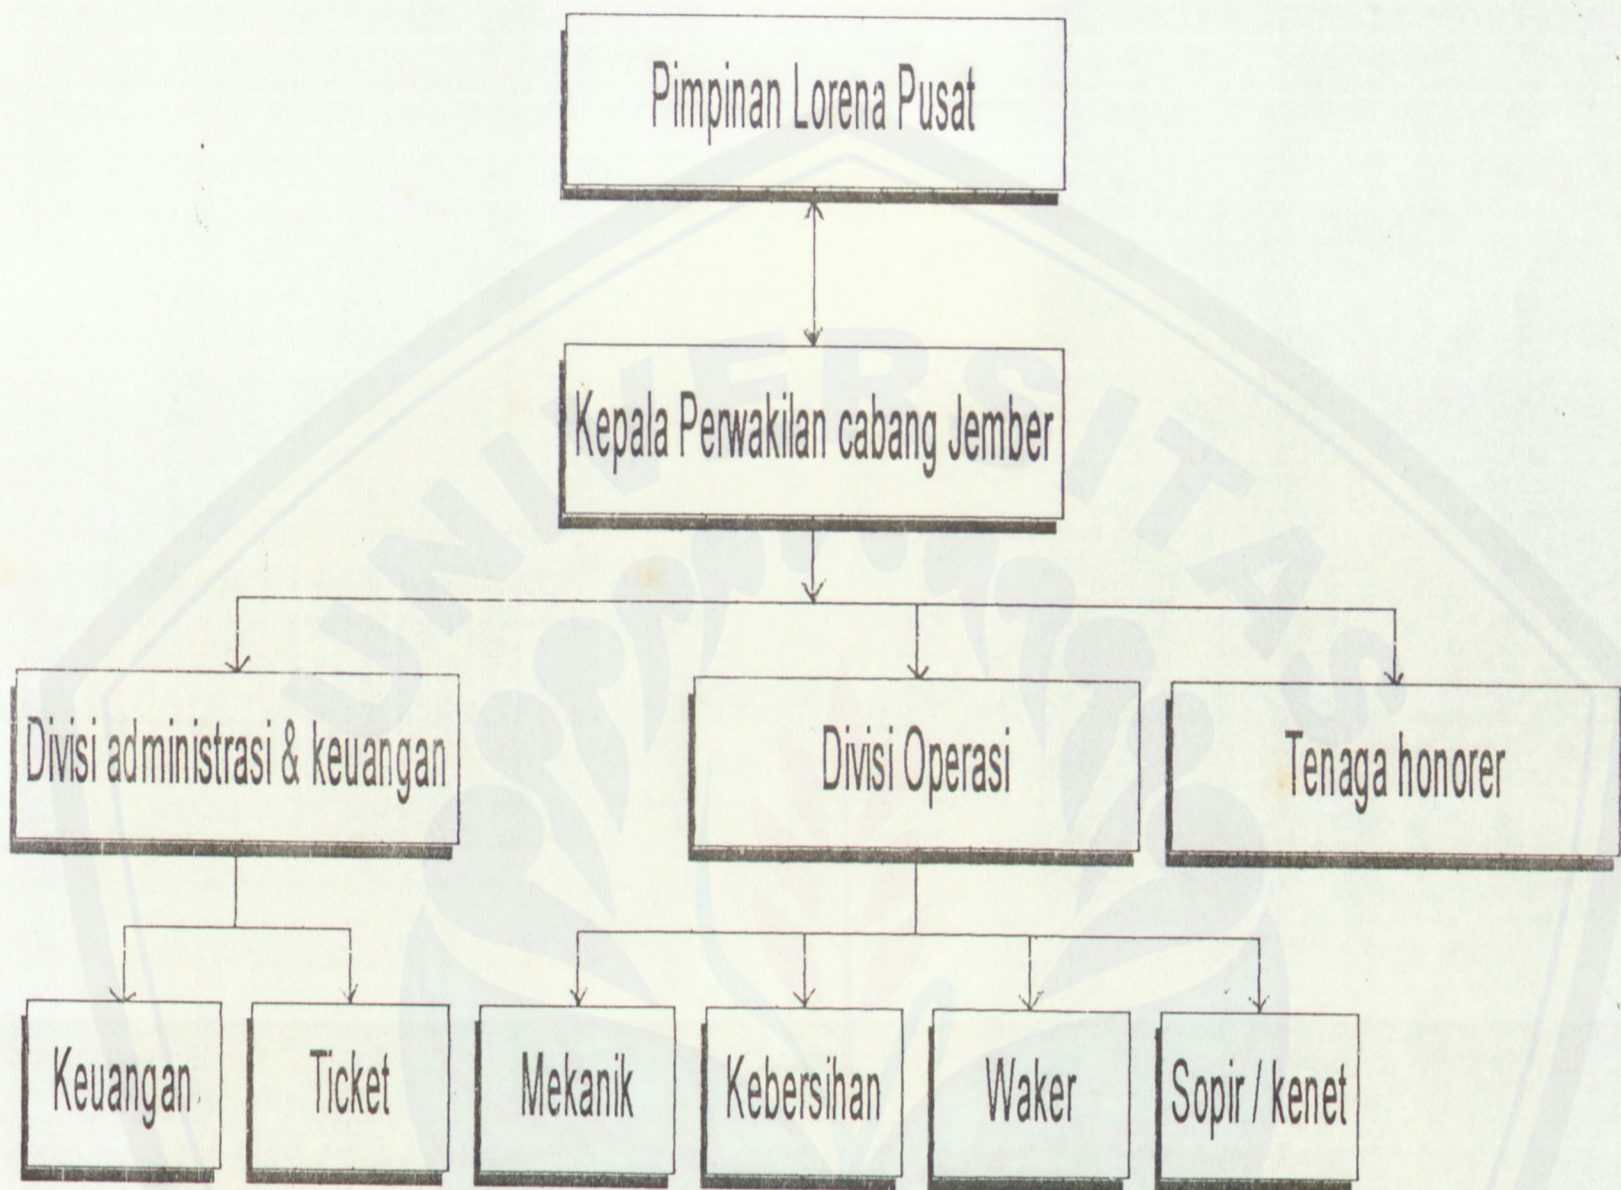 Pimpinan Lorena Pusat
Kepala Perwakilan cabang Jember
UNIVERSITAS
Divisi administrasi & keuangan
Divisi Operasi
Tenaga honorer
Keuangan
Ticket
Mekanik
Kebersihan
Waker
Sopir / kenet